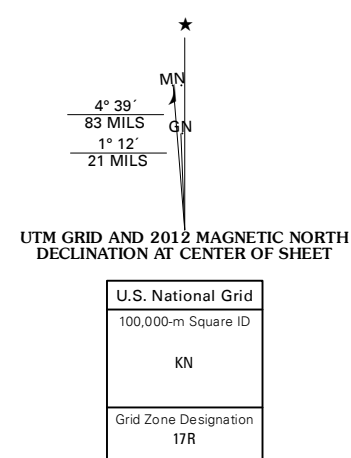 ★
MN
4° 39´
83 MILS
GN
1° 12´
21 MILS
UTM GRID AND 2012 MAGNETIC NORTH
DECLINATION AT CENTER OF SHEET
U.S. National Grid
100,000-m Square ID
KN
Grid Zone Designation
17R